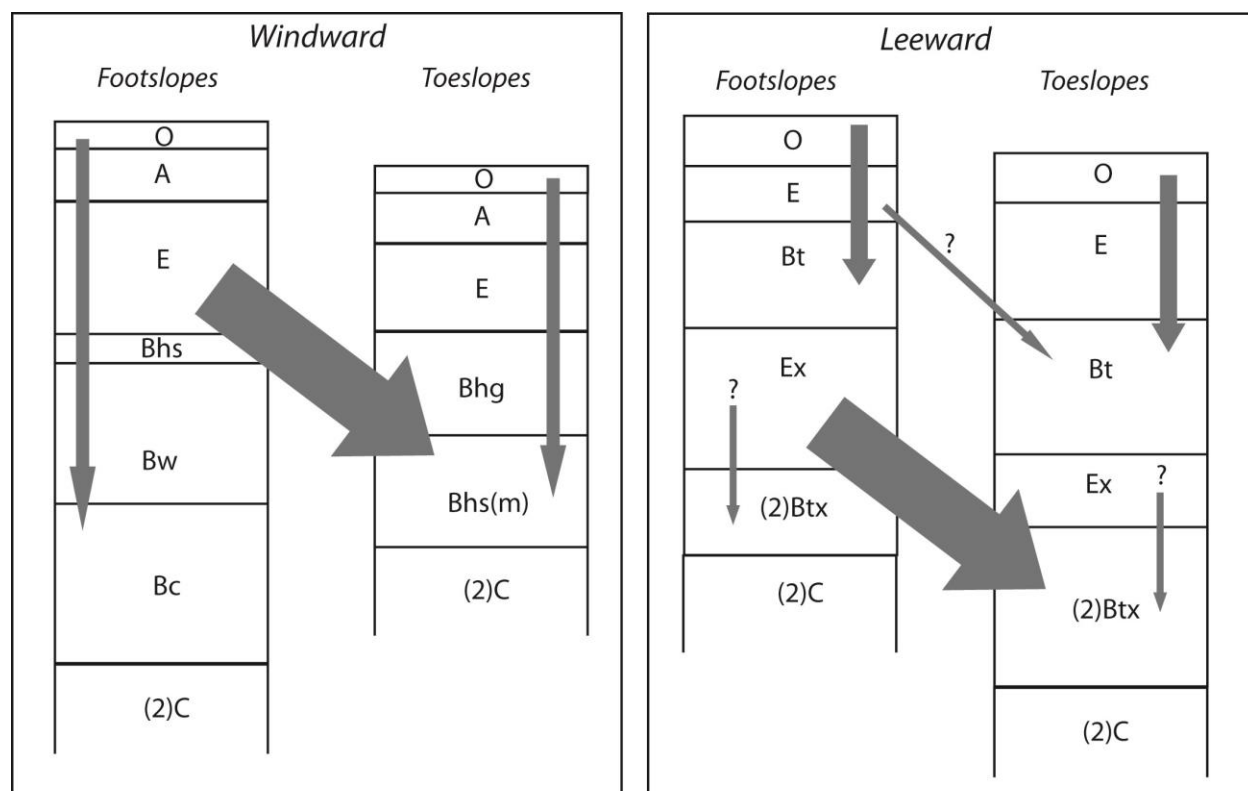 Windward
Footslopes
Toeslopes
O
A
E
Bhs
Bw
Bc
(2)C
O
A
E
Bhg
Bhs(m)
(2)C
Leeward
Footslopes
Toeslopes
O
E
Bt
Ex
?
(2)Btx
(2)C
?
O
E
Bt
Ex
?
(2)Btx
(2)C